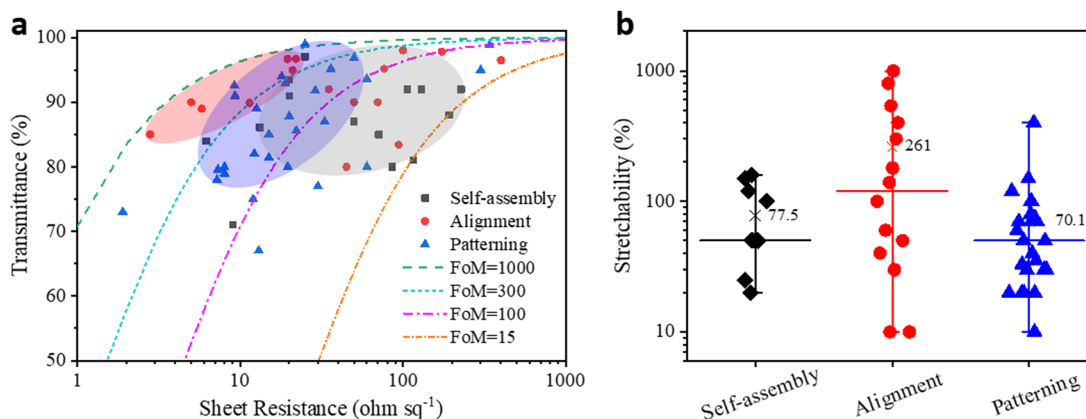 a
100
90
80
70
60
50
Transmittance (%)
1
10
100
1000
Sheet Resistance (ohm sq-1)
Self-assembly
Alignment
Patterning
FoM=1000
FoM=300
FoM=100
FoM=15
b
1000
100
10
Stretchability (%)
77.5
261
70.1
Self-assembly
Alignment
Patterning